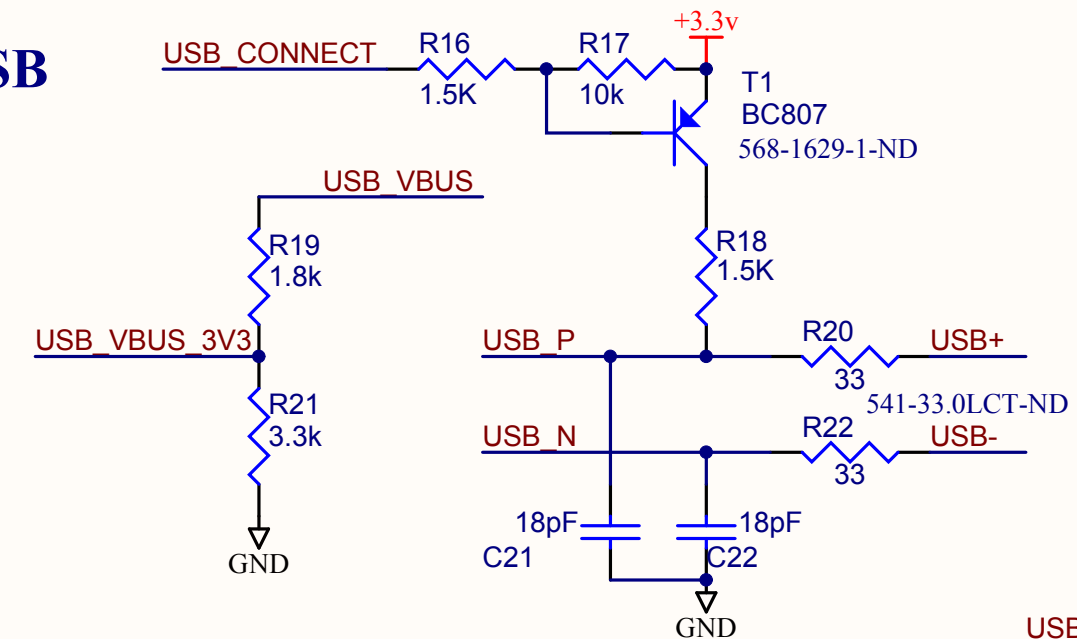 +3.3v
SB
USB_CONNECT
R16
1.5K
R17
10k
T1
BC807
568-1629-1-ND
USB_VBUS
R19
1.8k
R18
1.5K
USB_VBUS_3V3
USB_P
R20
33
USB+
541-33.0LCT-ND
R21
3.3k
USB_N
R22
33
USB-
18pF
C21
18pF
C22
GND
GND
USB